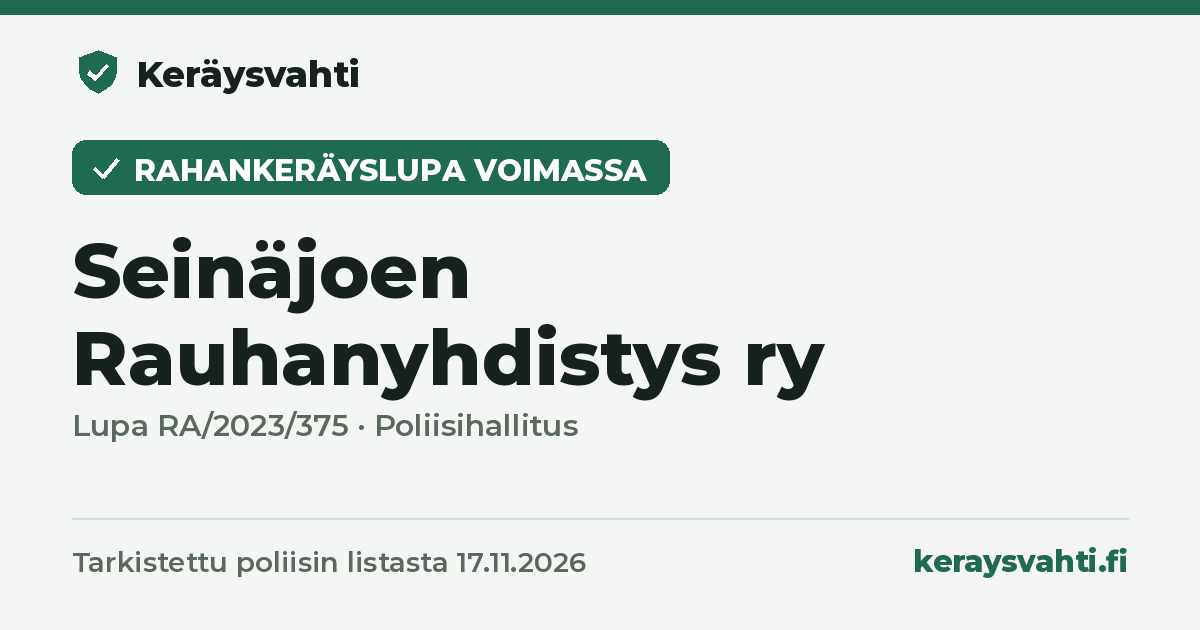 Keräysvahti
RAHANKERÄYSLUPA VOIMASSA
Seinäjoen
Rauhanyhdistys ry
Lupa RA/2023/375 · Poliisihallitus
Tarkistettu poliisin listasta 17.11.2026
keraysvahti.fi